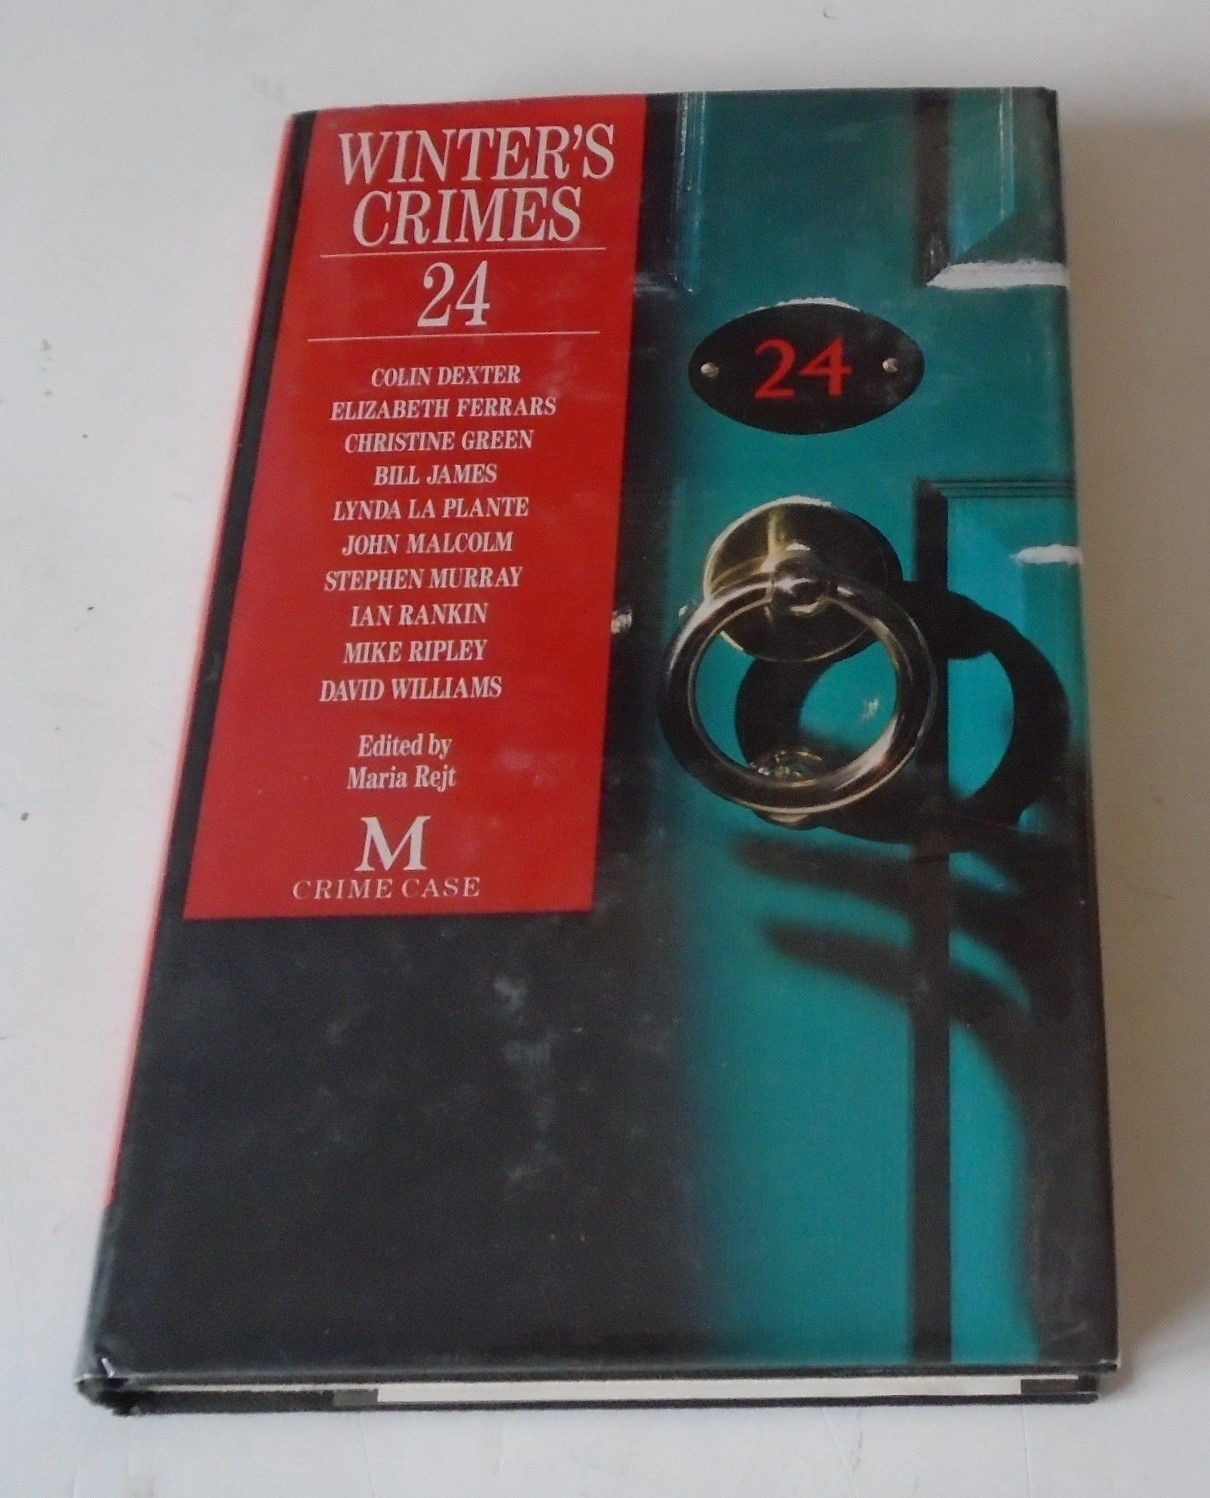 WINTER'S
CRIMES
24
COLIN DEXTER
ELIZABETH FERRARS
CHRISTINE GREEN
BILL JAMES
LYNDA LA PLANTE
JOHN MALCOLM
STEPHEN MURRAY
IAN RANKIN
MIKE RIPLEY
DAVID WILLIAMS
Edited by
Maria Rejt
M
CRIME CASE
24